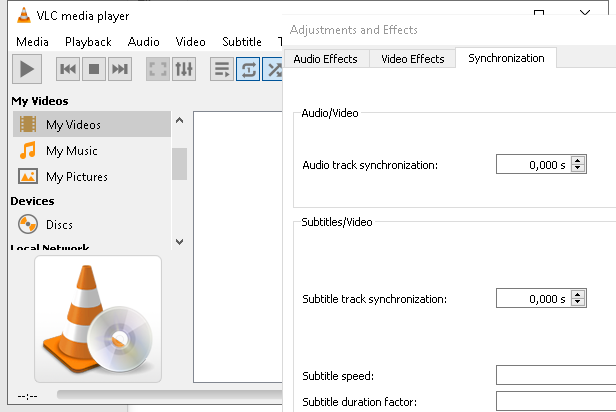 VLC media player
Media Playback Audio Video Subtitle
Adjustments and Effects
Audio Effects Video Effects Synchronization
My Videos
My Videos
My Music
My Pictures
Devices
Discs
Local Network
--:--
Audio/Video
Audio track synchronization: 0,000 s
Subtitles/Video
Subtitle track synchronization: 0,000 s
Subtitle speed:
Subtitle duration factor: